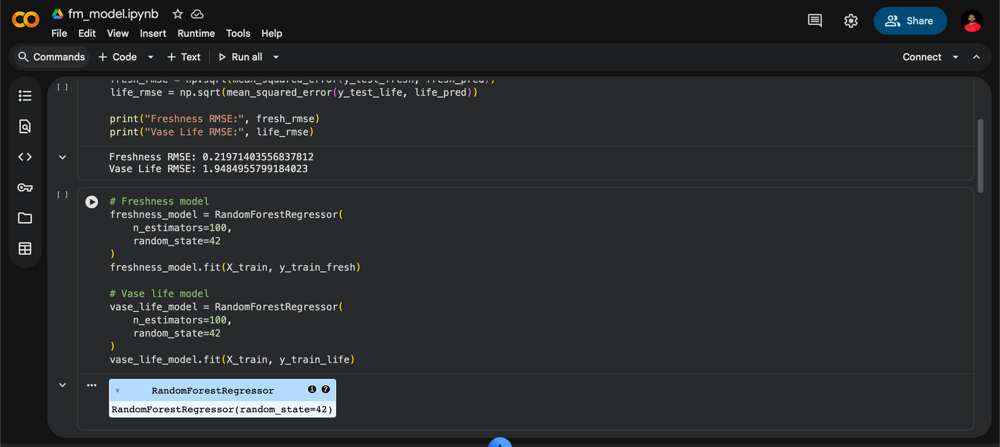 fm_model.ipynb
File Edit View Insert Runtime Tools Help
Share
Commands + Code + Text Run all
Connect
[ ]
fresh_rmse = np.sqrt(mean_squared_error(y_test_fresh, fresh_pred))
life_rmse = np.sqrt(mean_squared_error(y_test_life, life_pred))
print("Freshness RMSE:", fresh_rmse)
print("Vase Life RMSE:", life_rmse)
Freshness RMSE: 0.21971403556837812
Vase Life RMSE: 1.9484955799184023
[ ]
# Freshness model
freshness_model = RandomForestRegressor(
    n_estimators=100,
    random_state=42
)
freshness_model.fit(X_train, y_train_fresh)
# Vase life model
vase_life_model = RandomForestRegressor(
    n_estimators=100,
    random_state=42
)
vase_life_model.fit(X_train, y_train_life)
RandomForestRegressor
RandomForestRegressor(random_state=42)